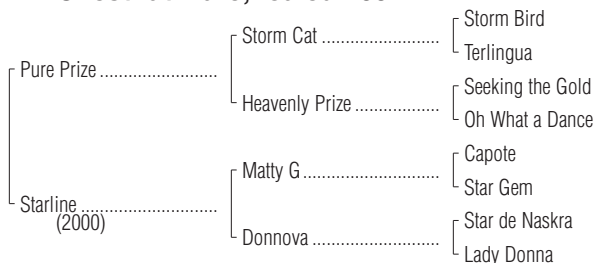 Storm Bird
Storm Cat ........................
Terlingua
Pure Prize ........................
Seeking the Gold
Heavenly Prize .................
Oh What a Dance
Capote
Matty G ...........................
Star Gem
Starline ............................
(2000)
Star de Naskra
Donnova .........................
Lady Donna